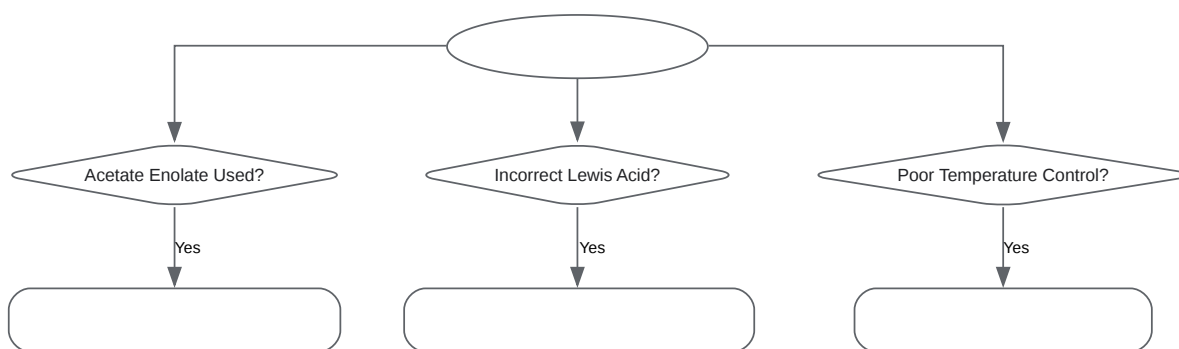 Acetate Enolate Used?
Incorrect Lewis Acid?
Poor Temperature Control?
Yes
Yes
Yes